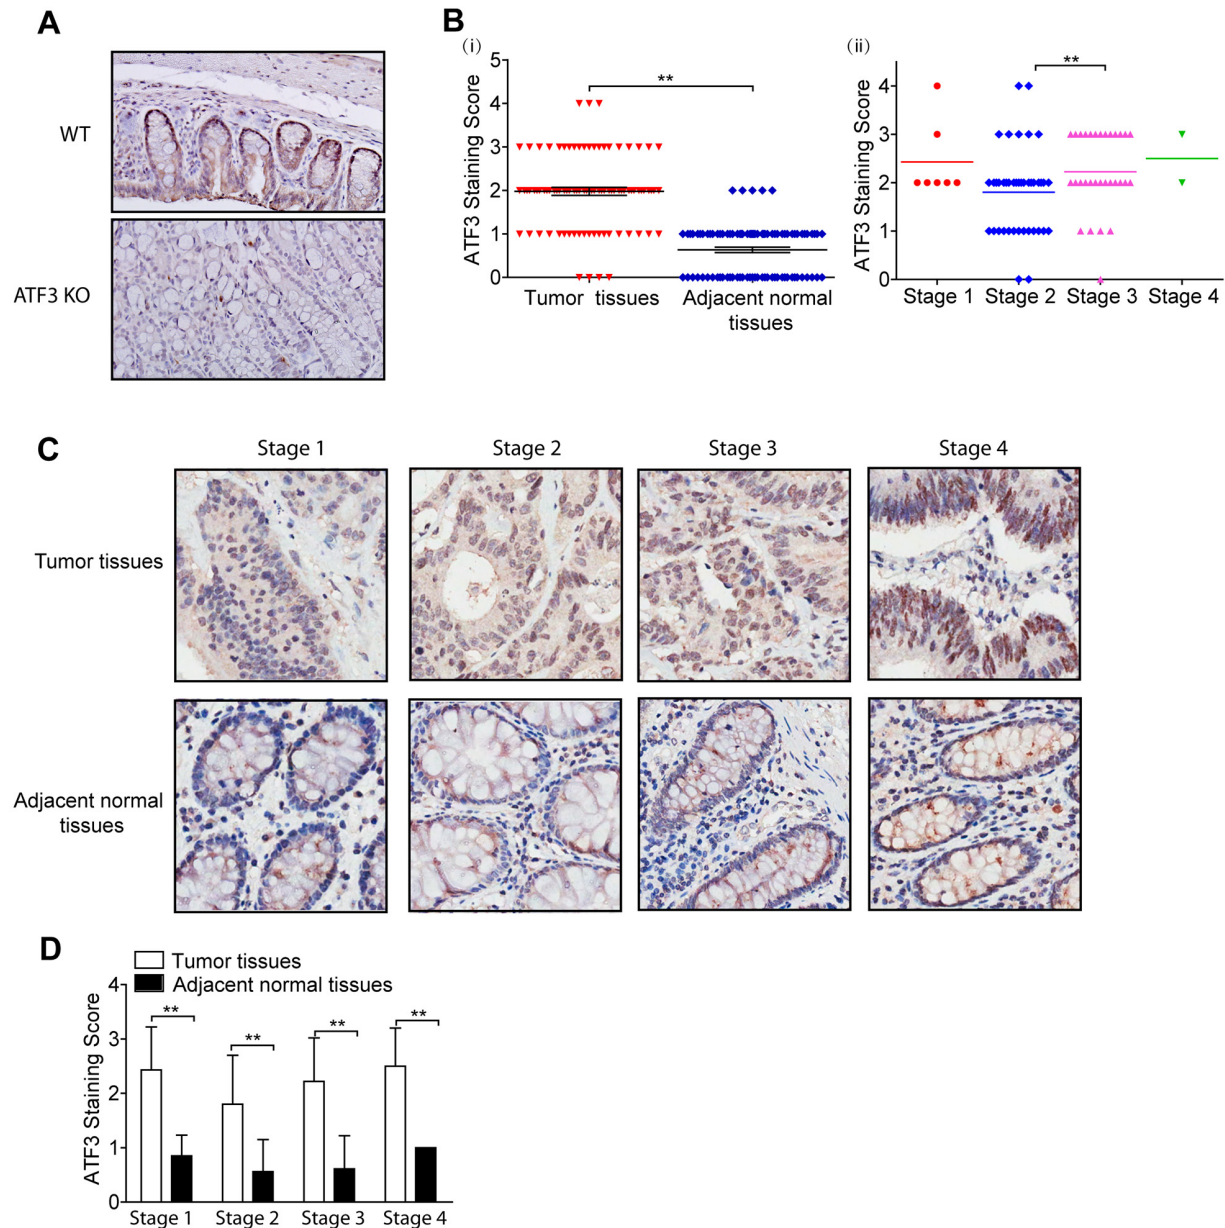 A
WT
ATF3 KO
B
(i)
**
5
4
3
2
1
0
ATF3 Staining Score
Tumor tissues
Adjacent normal
tissues
(ii)
**
4
3
2
1
0
ATF3 Staining Score
Stage 1
Stage 2
Stage 3
Stage 4
C
Stage 1
Stage 2
Stage 3
Stage 4
Tumor tissues
Adjacent normal
tissues
D
Tumor tissues
Adjacent normal tissues
4
3
2
1
0
ATF3 Staining Score
**
**
**
**
Stage 1
Stage 2
Stage 3
Stage 4